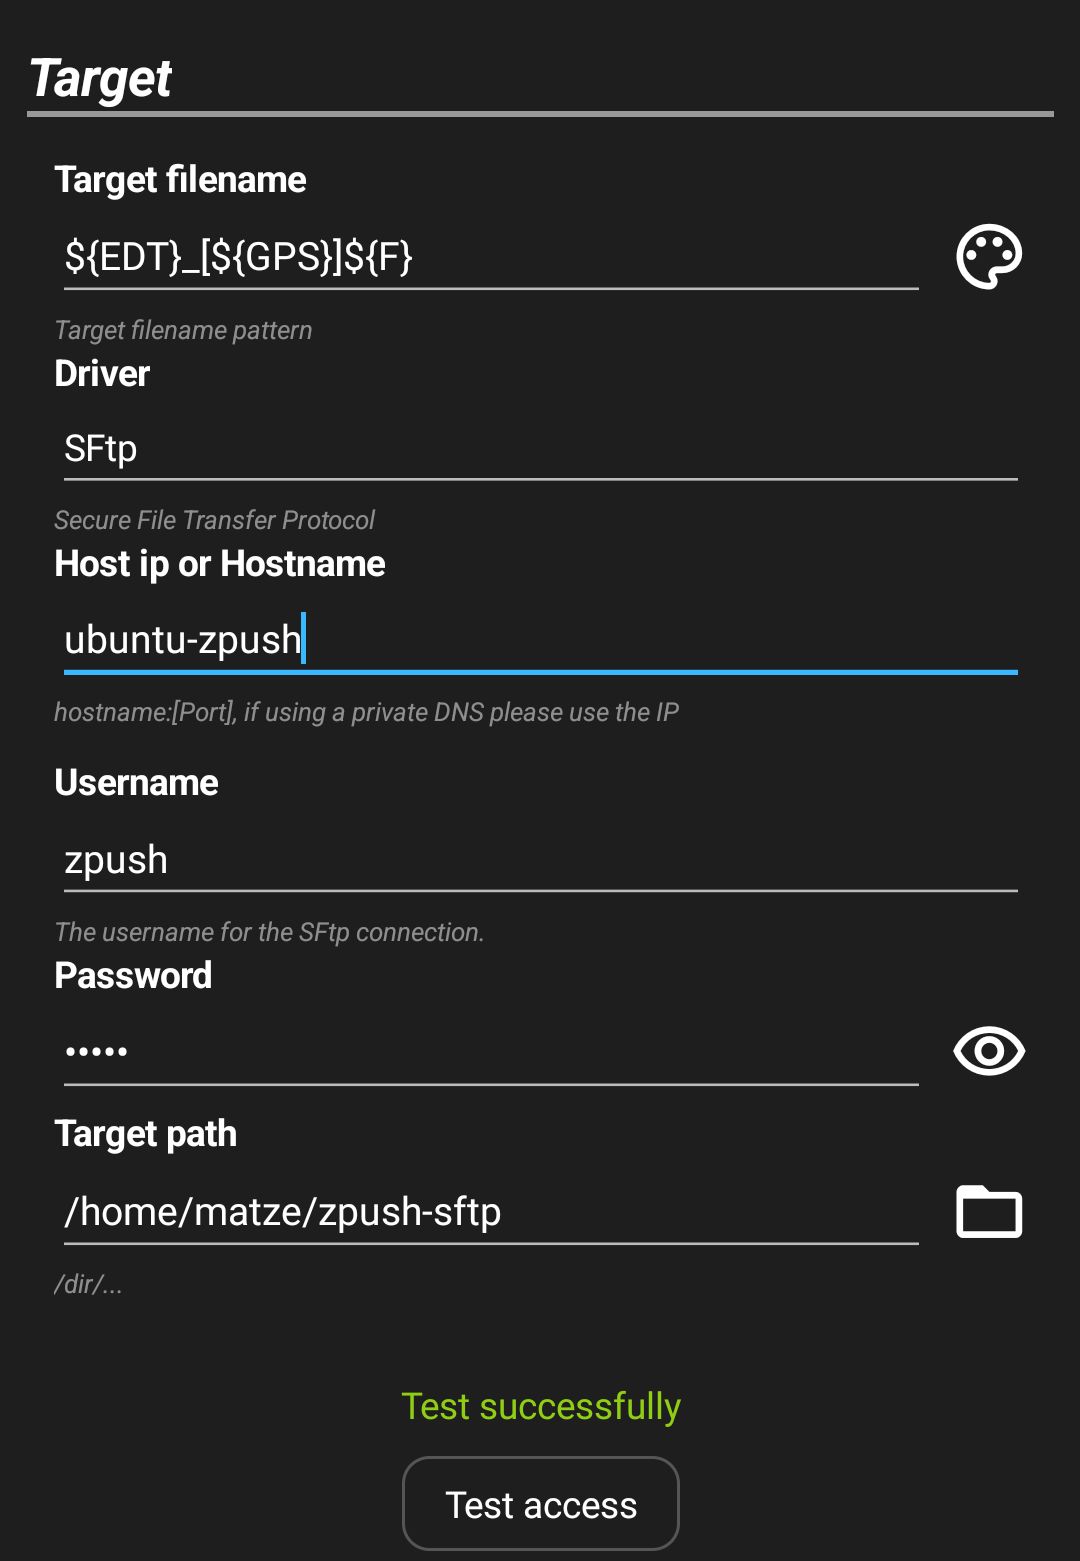 Target
Target filename
${EDT}_[${GPS}]${F}
Target filename pattern
Driver
SFtp
Secure File Transfer Protocol
Host ip or Hostname
ubuntu-zpush
hostname:[Port], if using a private DNS please use the IP
Username
zpush
The username for the SFtp connection.
Password
•••••
Target path
/home/matze/zpush-sftp
/dir/...
Test successfully
Test access